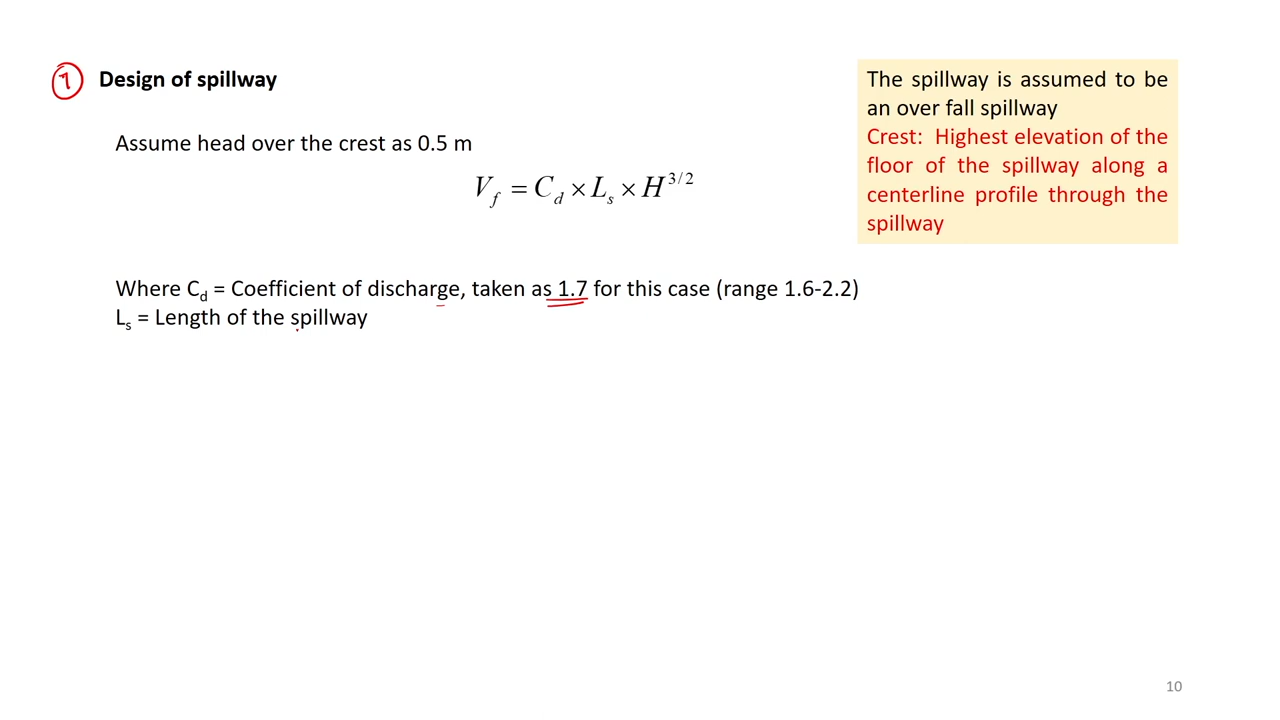 7 Design of spillway
Assume head over the crest as 0.5 m
V_f = C_d × L_s × H^{3/2}
Where C_d = Coefficient of discharge, taken as 1.7 for this case (range 1.6-2.2)
L_s = Length of the spillway
The spillway is assumed to be
an over fall spillway
Crest: Highest elevation of the
floor of the spillway along a
centerline profile through the
spillway
10